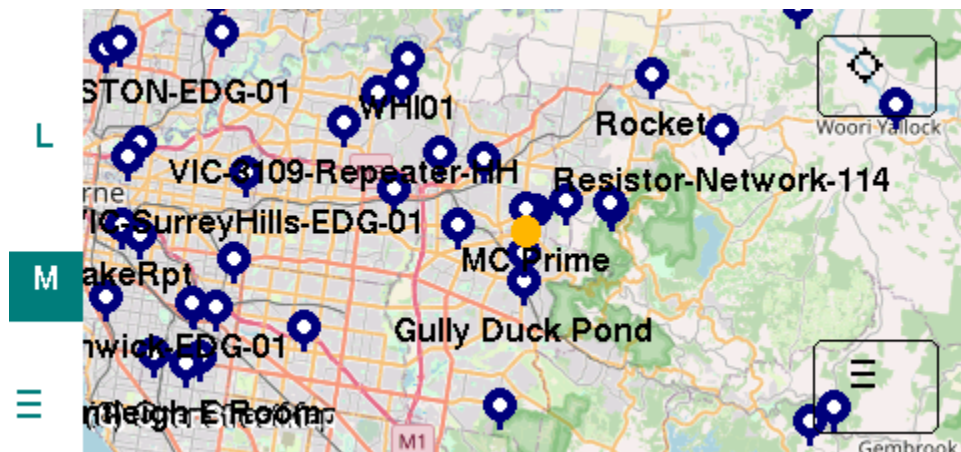 STON-EDG-01
WHI01
L
Rocket
Woori Yallock
VIC-3109-Repeater-HH
Resistor-Network-114
rne
VIC-SurreyHills-EDG-01
MC Prime
M
akeRpt
Gully Duck Pond
nwick-EDG-01
M1
Gembrook